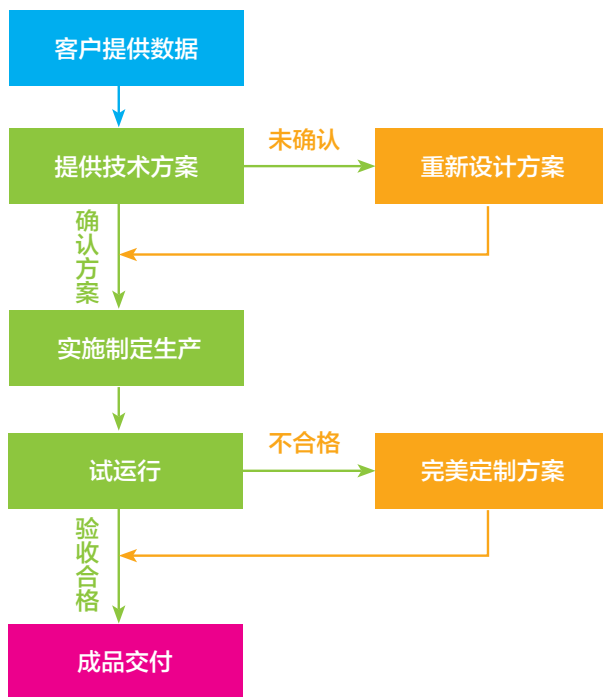 客户提供数据
提供技术方案
未确认
重新设计方案
确认方案
实施制定生产
试运行
不合格
完美定制方案
验收合格
成品交付